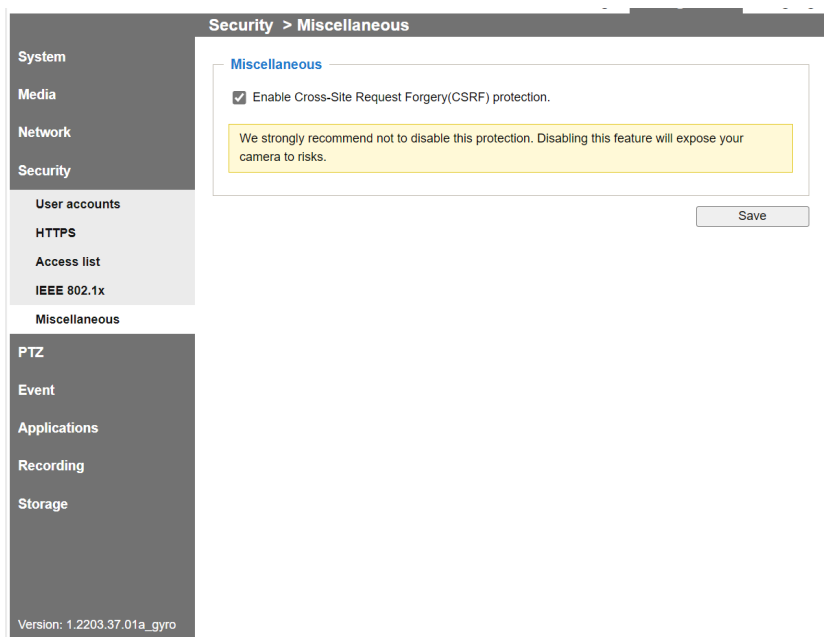 Security > Miscellaneous
System
Media
Network
Security
User accounts
HTTPS
Access list
IEEE 802.1x
Miscellaneous
PTZ
Event
Applications
Recording
Storage
Version: 1.2203.37.01a_gyro
Miscellaneous
Enable Cross-Site Request Forgery(CSRF) protection.
We strongly recommend not to disable this protection. Disabling this feature will expose your
camera to risks.
Save